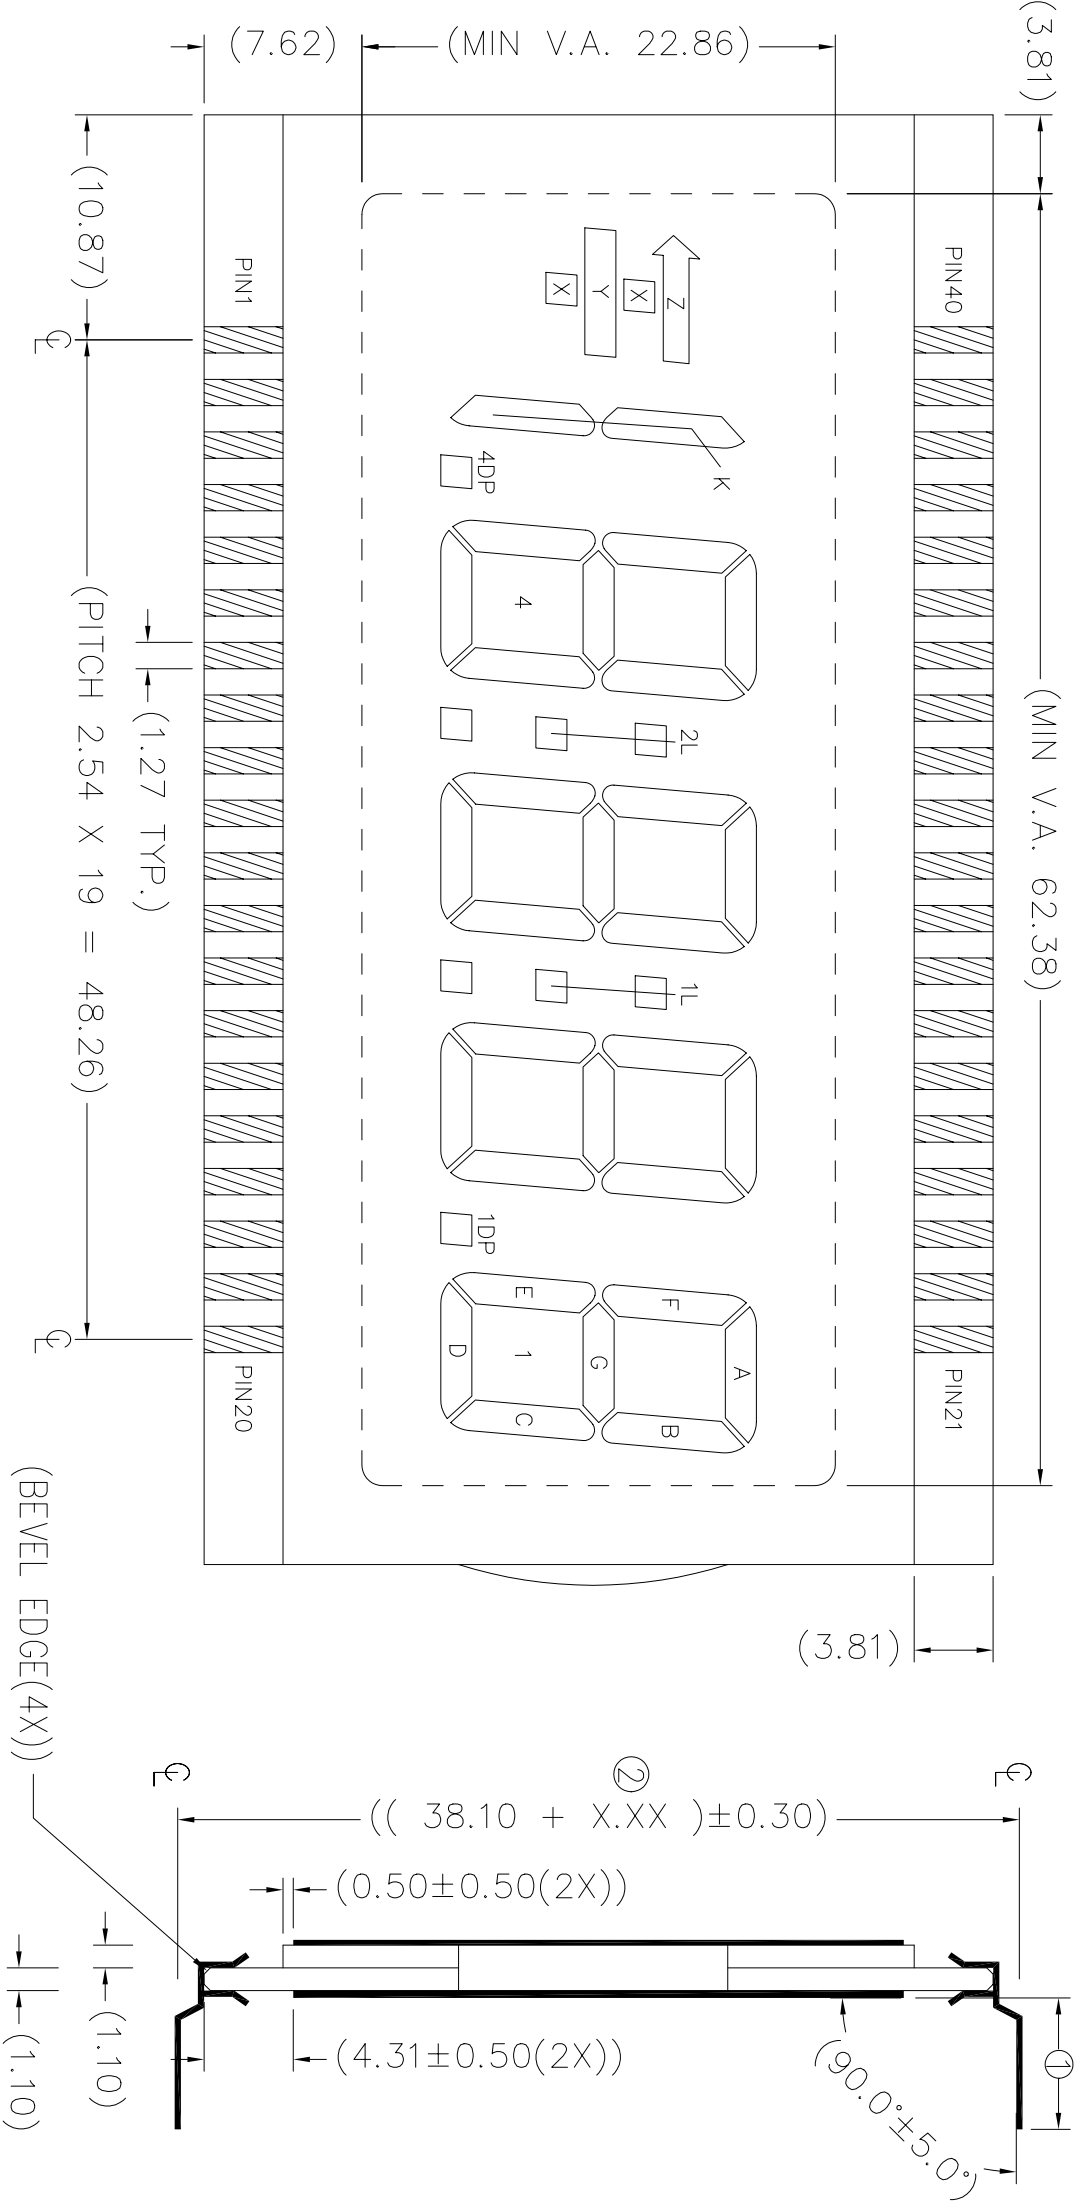 (3.81)
(MIN V.A. 62.38)
PIN40
PIN21
(3.81)
(7.62)
(MIN V.A. 22.86)
Z
X
Y
X
K
4DP
4
2L
1L
1DP
A
F
B
G
E
1
C
D
PIN1
PIN20
(10.87)
(1.27 TYP.)
(PITCH 2.54 X 19 = 48.26)
(BEVEL EDGE(4X))
2
(( 38.10 + X.XX )±0.30)
(0.50±0.50(2X))
(4.31±0.50(2X))
(1.10)
(1.10)
(90.0°±5.0°)
1